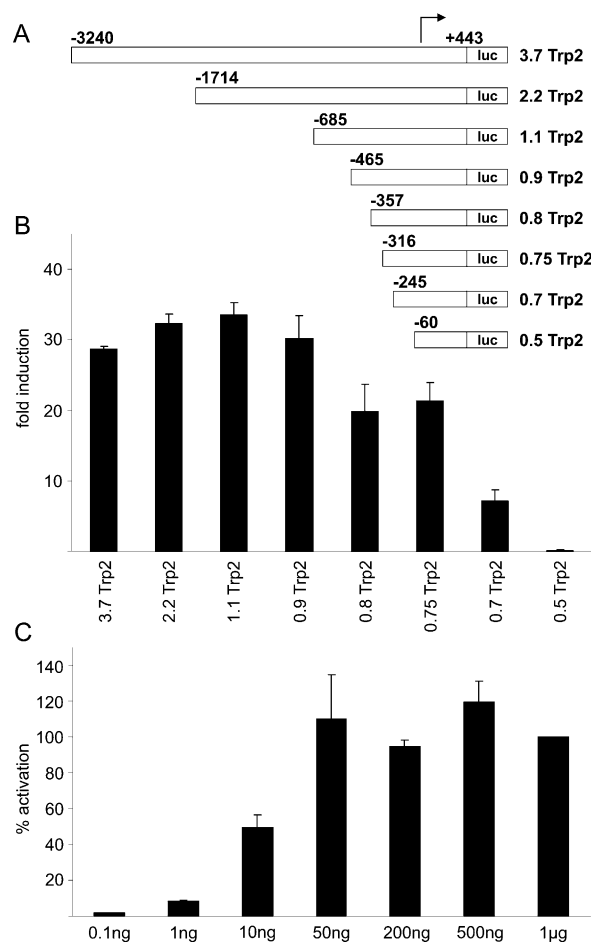 A
-3240
+443
luc
3.7 Trp2
-1714
luc
2.2 Trp2
-685
luc
1.1 Trp2
-465
luc
0.9 Trp2
-357
luc
0.8 Trp2
-316
luc
0.75 Trp2
-245
luc
0.7 Trp2
-60
luc
0.5 Trp2
B
fold induction
40
30
20
10
3.7 Trp2
2.2 Trp2
1.1 Trp2
0.9 Trp2
0.8 Trp2
0.75 Trp2
0.7 Trp2
0.5 Trp2
C
% activation
140
120
100
80
60
40
20
0.1ng
1ng
10ng
50ng
200ng
500ng
1µg